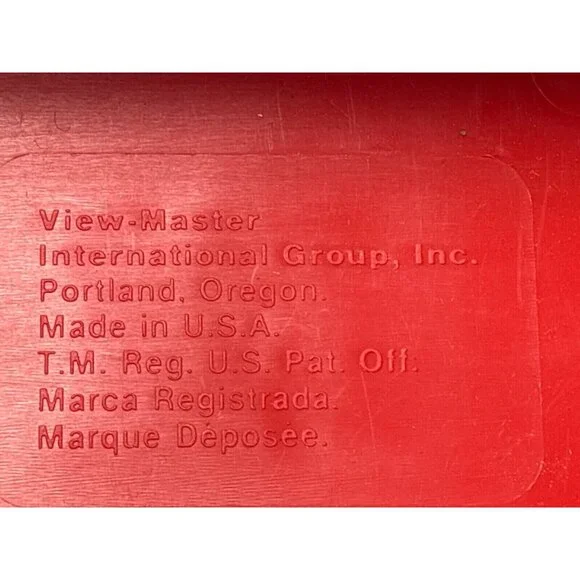 View-Master
International Group, Inc.
Portland, Oregon.
Made in U.S.A.
T.M. Reg. U.S. Pat. Off.
Marca Registrada.
Marque Déposée.